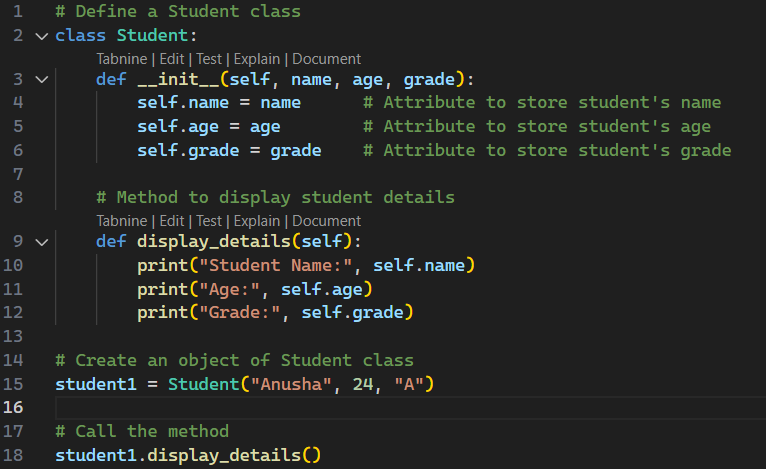 1 # Define a Student class
2 class Student:
Tabnine | Edit | Test | Explain | Document
3     def __init__(self, name, age, grade):
4         self.name = name      # Attribute to store student's name
5         self.age = age        # Attribute to store student's age
6         self.grade = grade    # Attribute to store student's grade
7
8     # Method to display student details
Tabnine | Edit | Test | Explain | Document
9     def display_details(self):
10         print("Student Name:", self.name)
11         print("Age:", self.age)
12         print("Grade:", self.grade)
13
14 # Create an object of Student class
15 student1 = Student("Anusha", 24, "A")
16
17 # Call the method
18 student1.display_details()